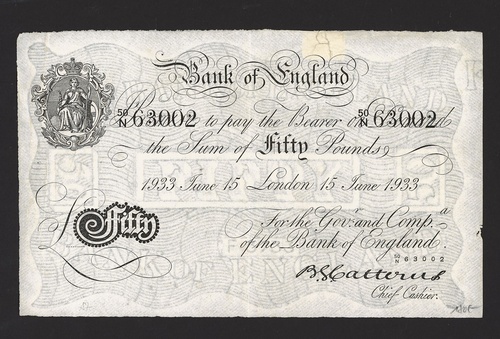 Bank of England
50/N 63002 to pay the Bearer on Demand 50/N 63002
the Sum of Fifty Pounds
1933 June 15 London 15 June 1933
For the Govr. and Compa.
of the Bank of England.
£ Fifty
50/N 63002
B G Catterns
Chief Cashier.